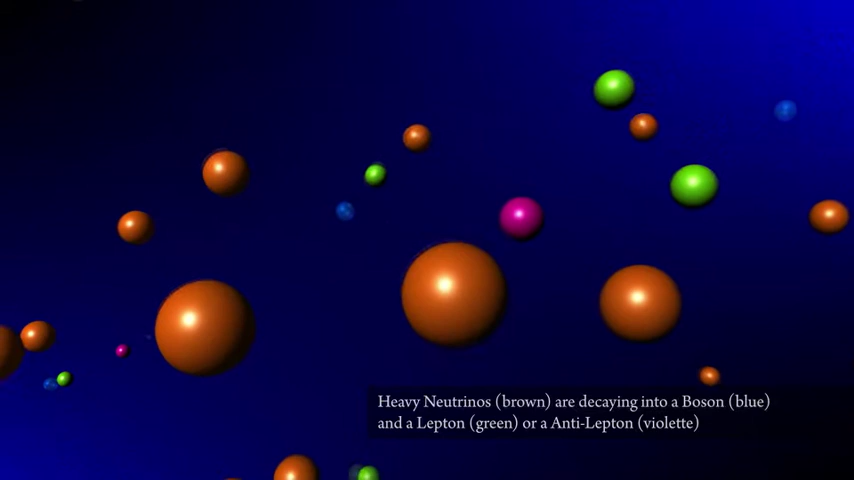 Heavy Neutrinos (brown) are decaying into a Boson (blue)
and a Lepton (green) or a Anti-Lepton (violette)